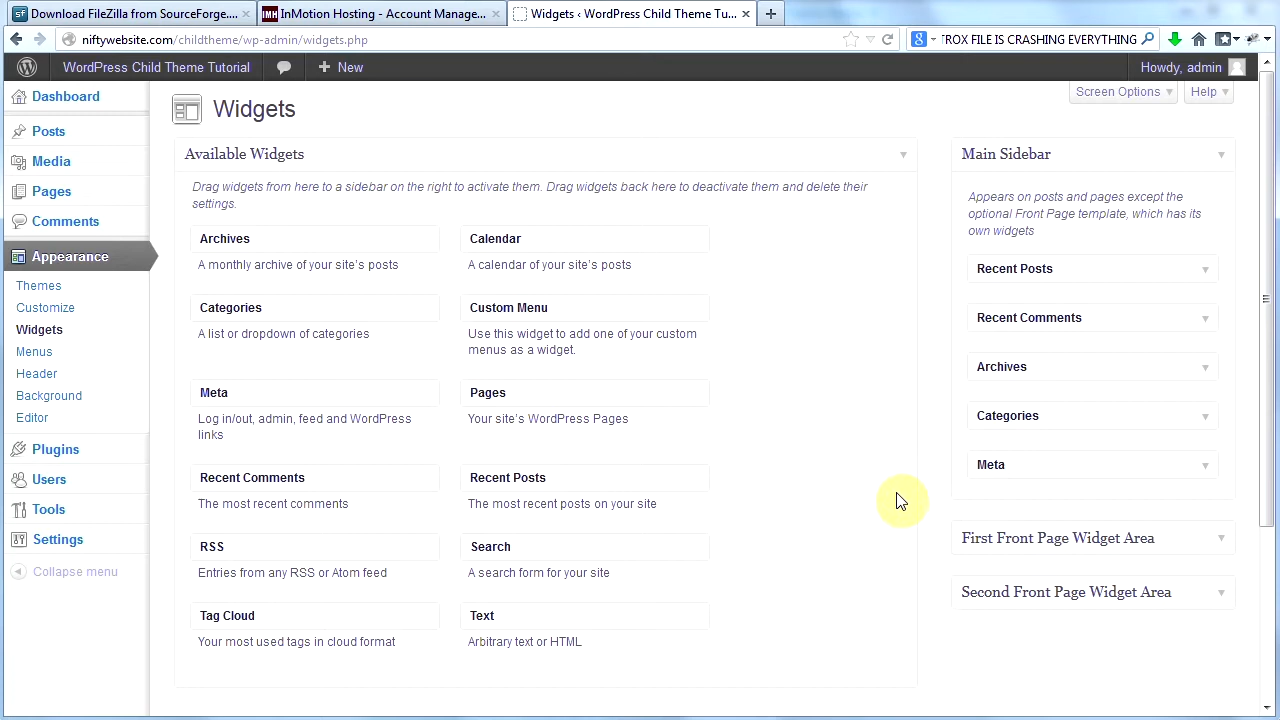 Download FileZilla from SourceForge....
InMotion Hosting - Account Manage...
Widgets ‹ WordPress Child Theme Tu...
niftywebsite.com/childtheme/wp-admin/widgets.php
ROX FILE IS CRASHING EVERYTHING
WordPress Child Theme Tutorial
New
Howdy, admin
Dashboard
Posts
Media
Pages
Comments
Appearance
Themes
Customize
Widgets
Menus
Header
Background
Editor
Plugins
Users
Tools
Settings
Collapse menu
Screen Options
Help
Widgets
Available Widgets
Drag widgets from here to a sidebar on the right to activate them. Drag widgets back here to deactivate them and delete their
settings.
Archives
A monthly archive of your site's posts
Calendar
A calendar of your site's posts
Categories
A list or dropdown of categories
Custom Menu
Use this widget to add one of your custom
menus as a widget.
Meta
Log in/out, admin, feed and WordPress
links
Pages
Your site's WordPress Pages
Recent Comments
The most recent comments
Recent Posts
The most recent posts on your site
RSS
Entries from any RSS or Atom feed
Search
A search form for your site
Tag Cloud
Your most used tags in cloud format
Text
Arbitrary text or HTML
Main Sidebar
Appears on posts and pages except the
optional Front Page template, which has its
own widgets
Recent Posts
Recent Comments
Archives
Categories
Meta
First Front Page Widget Area
Second Front Page Widget Area